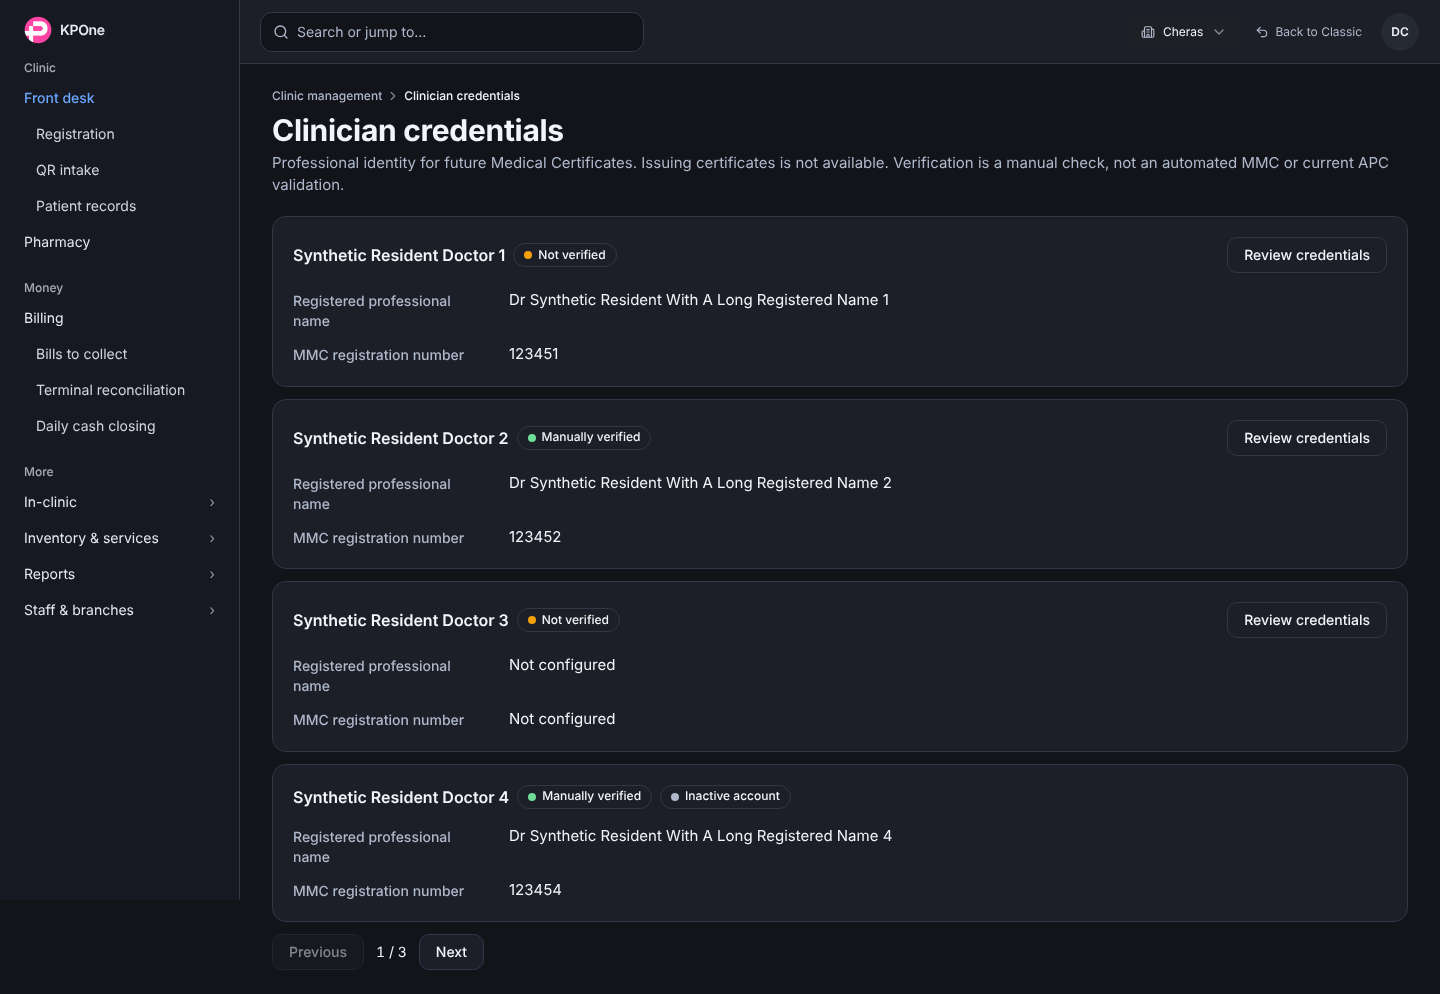 KPOne
Search or jump to...
Cheras
Back to Classic
DC
Clinic
Front desk
Registration
QR intake
Patient records
Pharmacy
Money
Billing
Bills to collect
Terminal reconciliation
Daily cash closing
More
In-clinic
Inventory & services
Reports
Staff & branches
Clinic management > Clinician credentials
Clinician credentials
Professional identity for future Medical Certificates. Issuing certificates is not available. Verification is a manual check, not an automated MMC or current APC
validation.
Synthetic Resident Doctor 1 Not verified
Review credentials
Registered professional
name
Dr Synthetic Resident With A Long Registered Name 1
MMC registration number
123451
Synthetic Resident Doctor 2 Manually verified
Review credentials
Registered professional
name
Dr Synthetic Resident With A Long Registered Name 2
MMC registration number
123452
Synthetic Resident Doctor 3 Not verified
Review credentials
Registered professional
name
Not configured
MMC registration number
Not configured
Synthetic Resident Doctor 4 Manually verified Inactive account
Registered professional
name
Dr Synthetic Resident With A Long Registered Name 4
MMC registration number
123454
Previous 1 / 3 Next